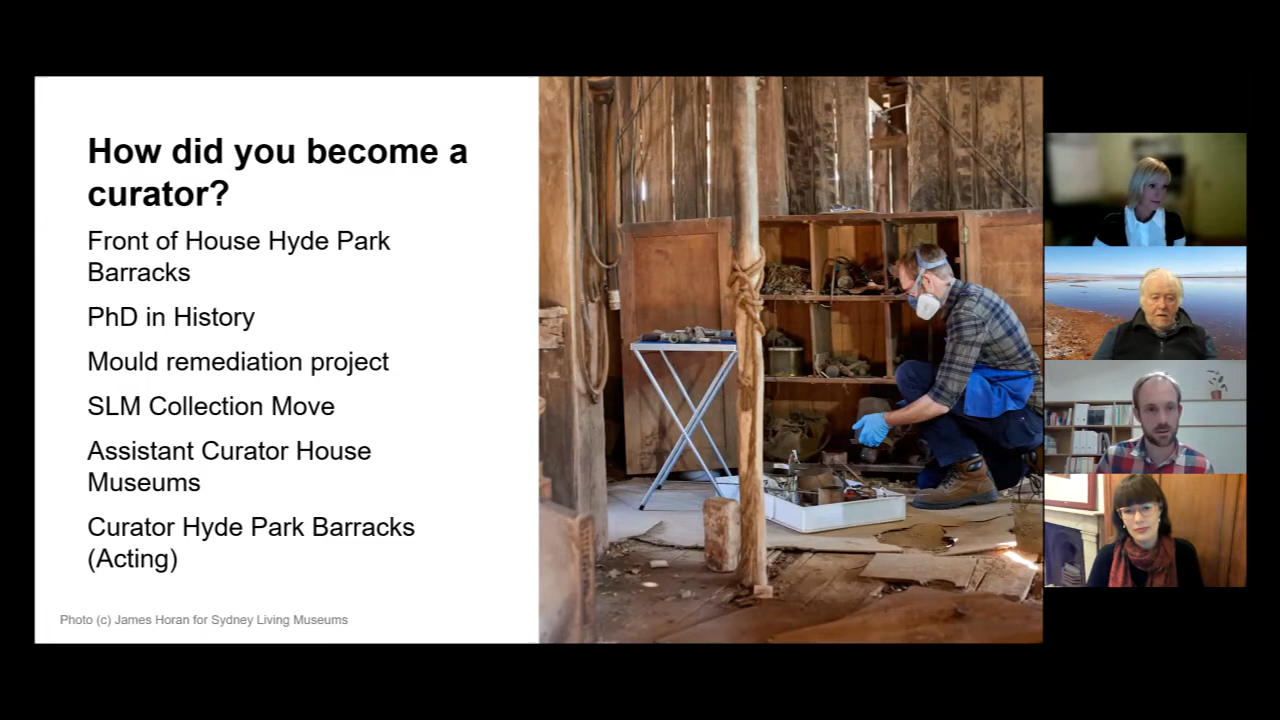 How did you become a
curator?
Front of House Hyde Park
Barracks
PhD in History
Mould remediation project
SLM Collection Move
Assistant Curator House
Museums
Curator Hyde Park Barracks
(Acting)
Photo (c) James Horan for Sydney Living Museums